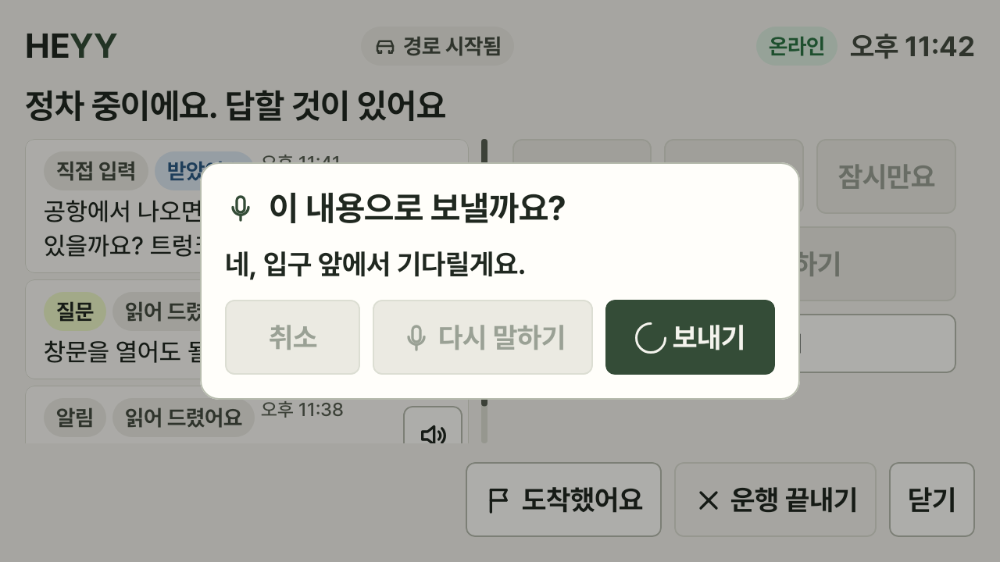 HEYY
경로 시작됨
온라인
오후 11:42
정차 중이에요. 답할 것이 있어요
직접 입력
오후 11:41
공항에서 나오면
있을까요?
잠시만요
이 내용으로 보낼까요?
네, 입구 앞에서 기다릴게요.
취소
다시 말하기
보내기
질문
읽어
창문을 열어도
알림
읽어 드렸어요
오후 11:38
도착했어요
운행 끝내기
닫기